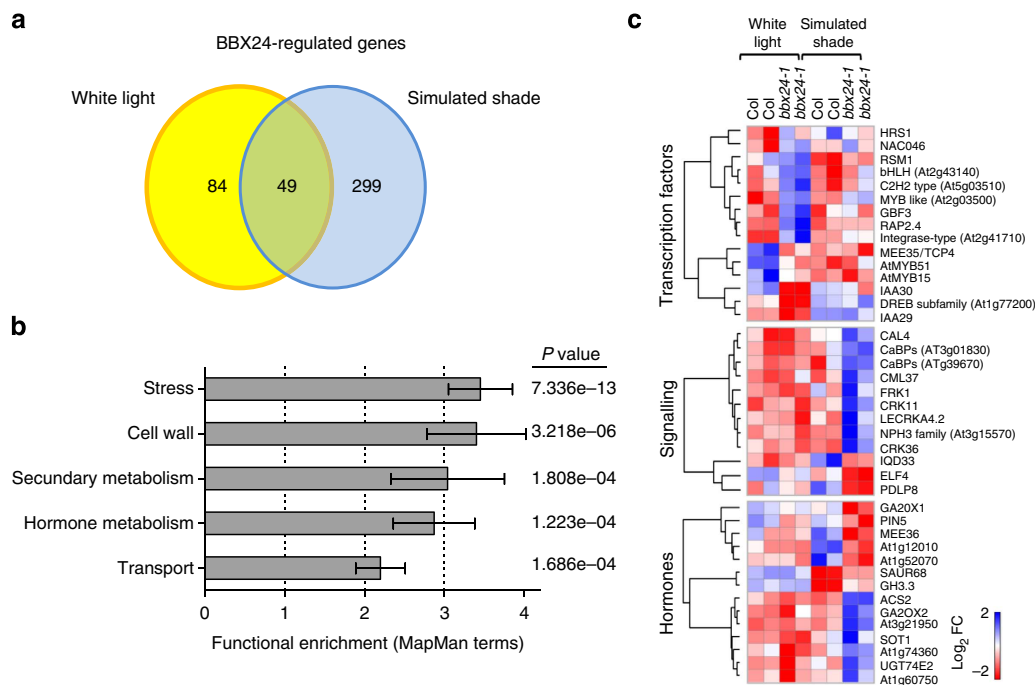 a
BBX24-regulated genes
White light
Simulated shade
84
49
299
b
P value
Stress
7.336e–13
Cell wall
3.218e–06
Secundary metabolism
1.808e–04
Hormone metabolism
1.223e–04
Transport
1.686e–04
0 1 2 3 4
Functional enrichment (MapMan terms)
c
White light
Simulated shade
Col
Col
bbx24-1
bbx24-1
Col
Col
bbx24-1
bbx24-1
Transcription factors
HRS1
NAC046
RSM1
bHLH (At2g43140)
C2H2 type (At5g03510)
MYB like (At2g03500)
GBF3
RAP2.4
Integrase-type (At2g41710)
MEE35/TCP4
AtMYB51
AtMYB15
IAA30
DREB subfamily (At1g77200)
IAA29
Signalling
CAL4
CaBPs (AT3g01830)
CaBPs (ATg39670)
CML37
FRK1
CRK11
LECRKA4.2
NPH3 family (At3g15570)
CRK36
IQD33
ELF4
PDLP8
Hormones
GA20X1
PIN5
MEE36
At1g12010
At1g52070
SAUR68
GH3.3
ACS2
GA2OX2
At3g21950
SOT1
At1g74360
UGT74E2
At1g60750
Log2 FC
2
–2